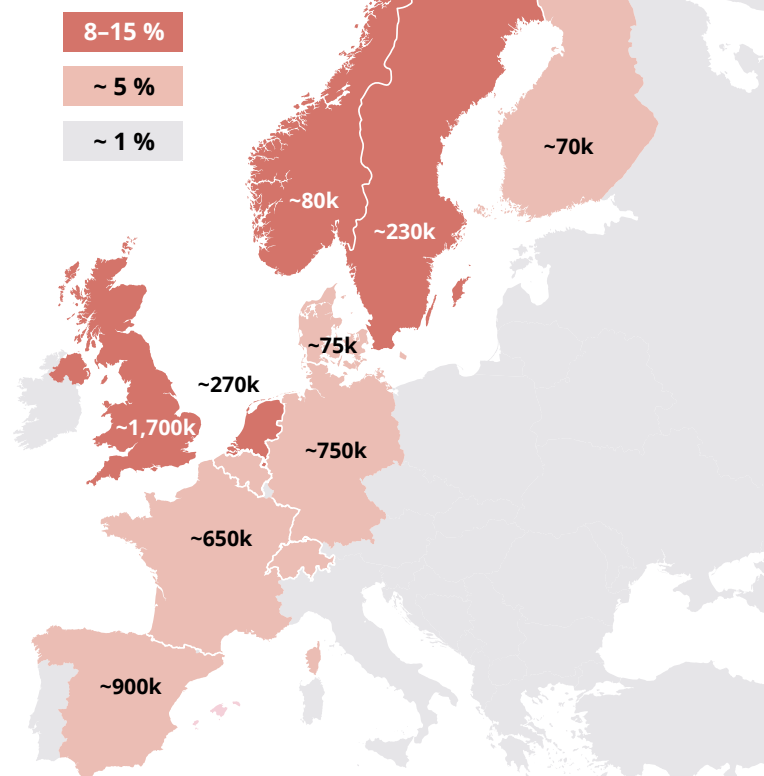 8–15 %
~ 5 %
~ 1 %
~70k
~80k
~230k
~75k
~270k
~1,700k
~750k
~650k
~900k